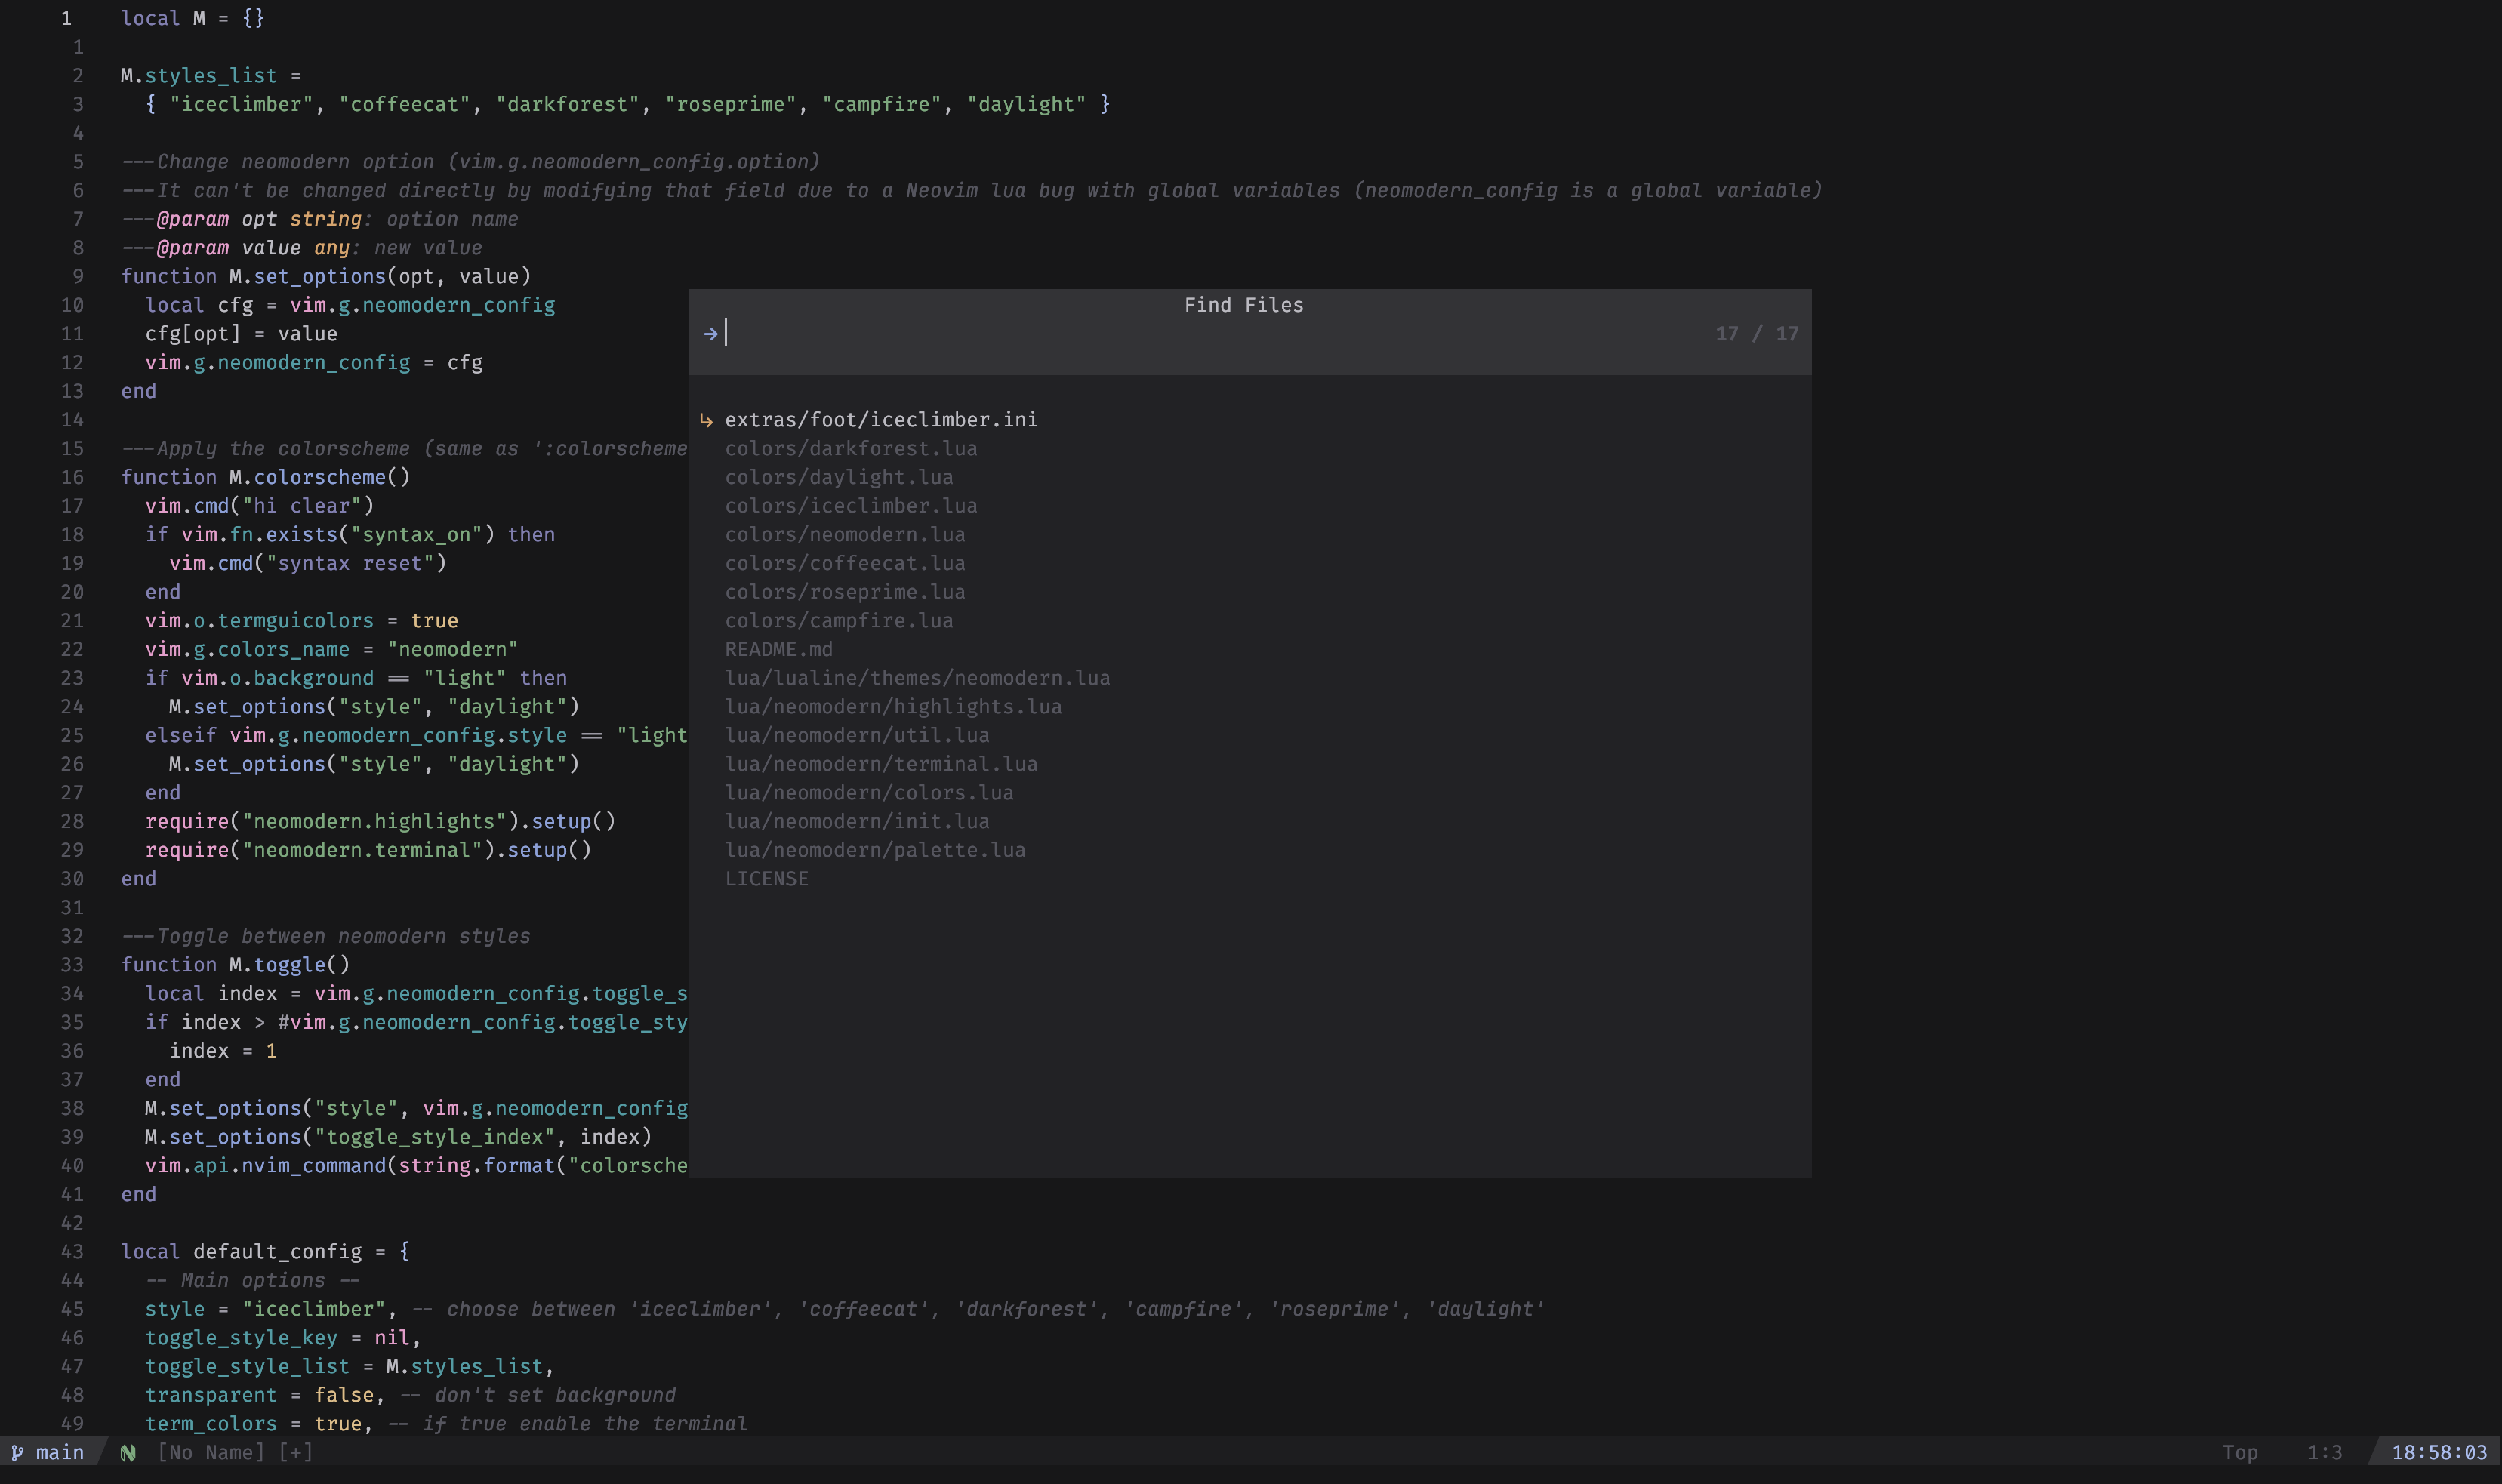 1 local M = {}
1
2 M.styles_list =
3 { "iceclimber", "coffeecat", "darkforest", "roseprime", "campfire", "daylight" }
4
5 ---Change neomodern option (vim.g.neomodern_config.option)
6 ---It can't be changed directly by modifying that field due to a Neovim lua bug with global variables (neomodern_config is a global variable)
7 ---@param opt string: option name
8 ---@param value any: new value
9 function M.set_options(opt, value)
10 local cfg = vim.g.neomodern_config
11 cfg[opt] = value
12 vim.g.neomodern_config = cfg
13 end
14
15 ---Apply the colorscheme (same as ':colorscheme
16 function M.colorscheme()
17 vim.cmd("hi clear")
18 if vim.fn.exists("syntax_on") then
19 vim.cmd("syntax reset")
20 end
21 vim.o.termguicolors = true
22 vim.g.colors_name = "neomodern"
23 if vim.o.background == "light" then
24 M.set_options("style", "daylight")
25 elseif vim.g.neomodern_config.style == "light
26 M.set_options("style", "daylight")
27 end
28 require("neomodern.highlights").setup()
29 require("neomodern.terminal").setup()
30 end
31
32 ---Toggle between neomodern styles
33 function M.toggle()
34 local index = vim.g.neomodern_config.toggle_s
35 if index > #vim.g.neomodern_config.toggle_sty
36 index = 1
37 end
38 M.set_options("style", vim.g.neomodern_config
39 M.set_options("toggle_style_index", index)
40 vim.api.nvim_command(string.format("colorsche
41 end
42
43 local default_config = {
44 -- Main options --
45 style = "iceclimber", -- choose between 'iceclimber', 'coffeecat', 'darkforest', 'campfire', 'roseprime', 'daylight'
46 toggle_style_key = nil,
47 toggle_style_list = M.styles_list,
48 transparent = false, -- don't set background
49 term_colors = true, -- if true enable the terminal
Find Files
→ 17 / 17
↳ extras/foot/iceclimber.ini
colors/darkforest.lua
colors/daylight.lua
colors/iceclimber.lua
colors/neomodern.lua
colors/coffeecat.lua
colors/roseprime.lua
colors/campfire.lua
README.md
lua/lualine/themes/neomodern.lua
lua/neomodern/highlights.lua
lua/neomodern/util.lua
lua/neomodern/terminal.lua
lua/neomodern/colors.lua
lua/neomodern/init.lua
lua/neomodern/palette.lua
LICENSE
main [No Name] [+] Top 1:3 18:58:03